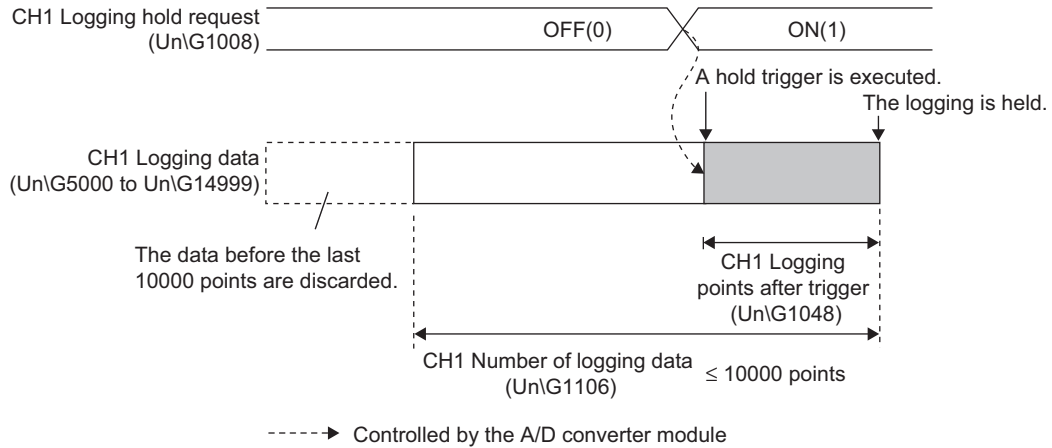 CH1 Logging hold request
(Un\G1008)
OFF(0)
ON(1)
A hold trigger is executed.
The logging is held.
CH1 Logging data
(Un\G5000 to Un\G14999)
The data before the last
10000 points are discarded.
CH1 Logging
points after trigger
(Un\G1048)
CH1 Number of logging data
(Un\G1106)
≤ 10000 points
Controlled by the A/D converter module